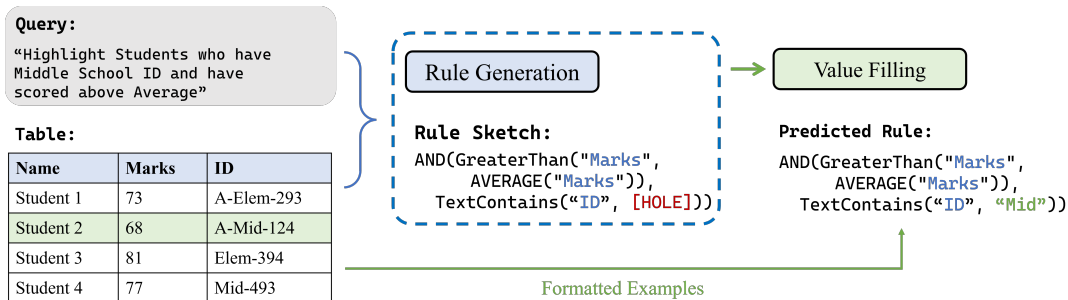 Query:
“Highlight Students who have
Middle School ID and have
scored above Average”
Table:
Name Marks ID
Student 1 73 A-Elem-293
Student 2 68 A-Mid-124
Student 3 81 Elem-394
Student 4 77 Mid-493
Rule Generation
Rule Sketch:
AND(GreaterThan("Marks",
AVERAGE("Marks")),
TextContains(“ID”, [HOLE]))
Value Filling
Predicted Rule:
AND(GreaterThan("Marks",
AVERAGE("Marks")),
TextContains(“ID”, “Mid”))
Formatted Examples